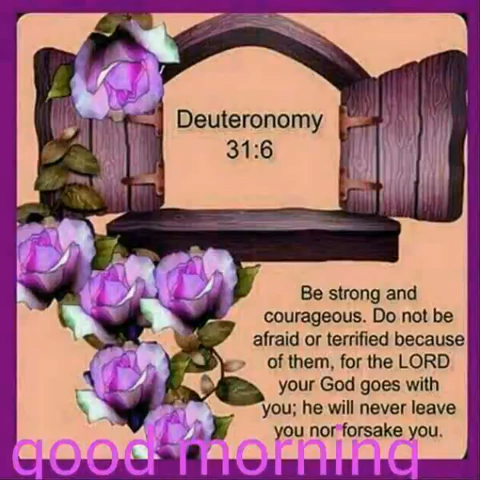 Deuteronomy
31:6
Be strong and
courageous. Do not be
afraid or terrified because
of them, for the LORD
your God goes with
you; he will never leave
you nor forsake you.
good morning